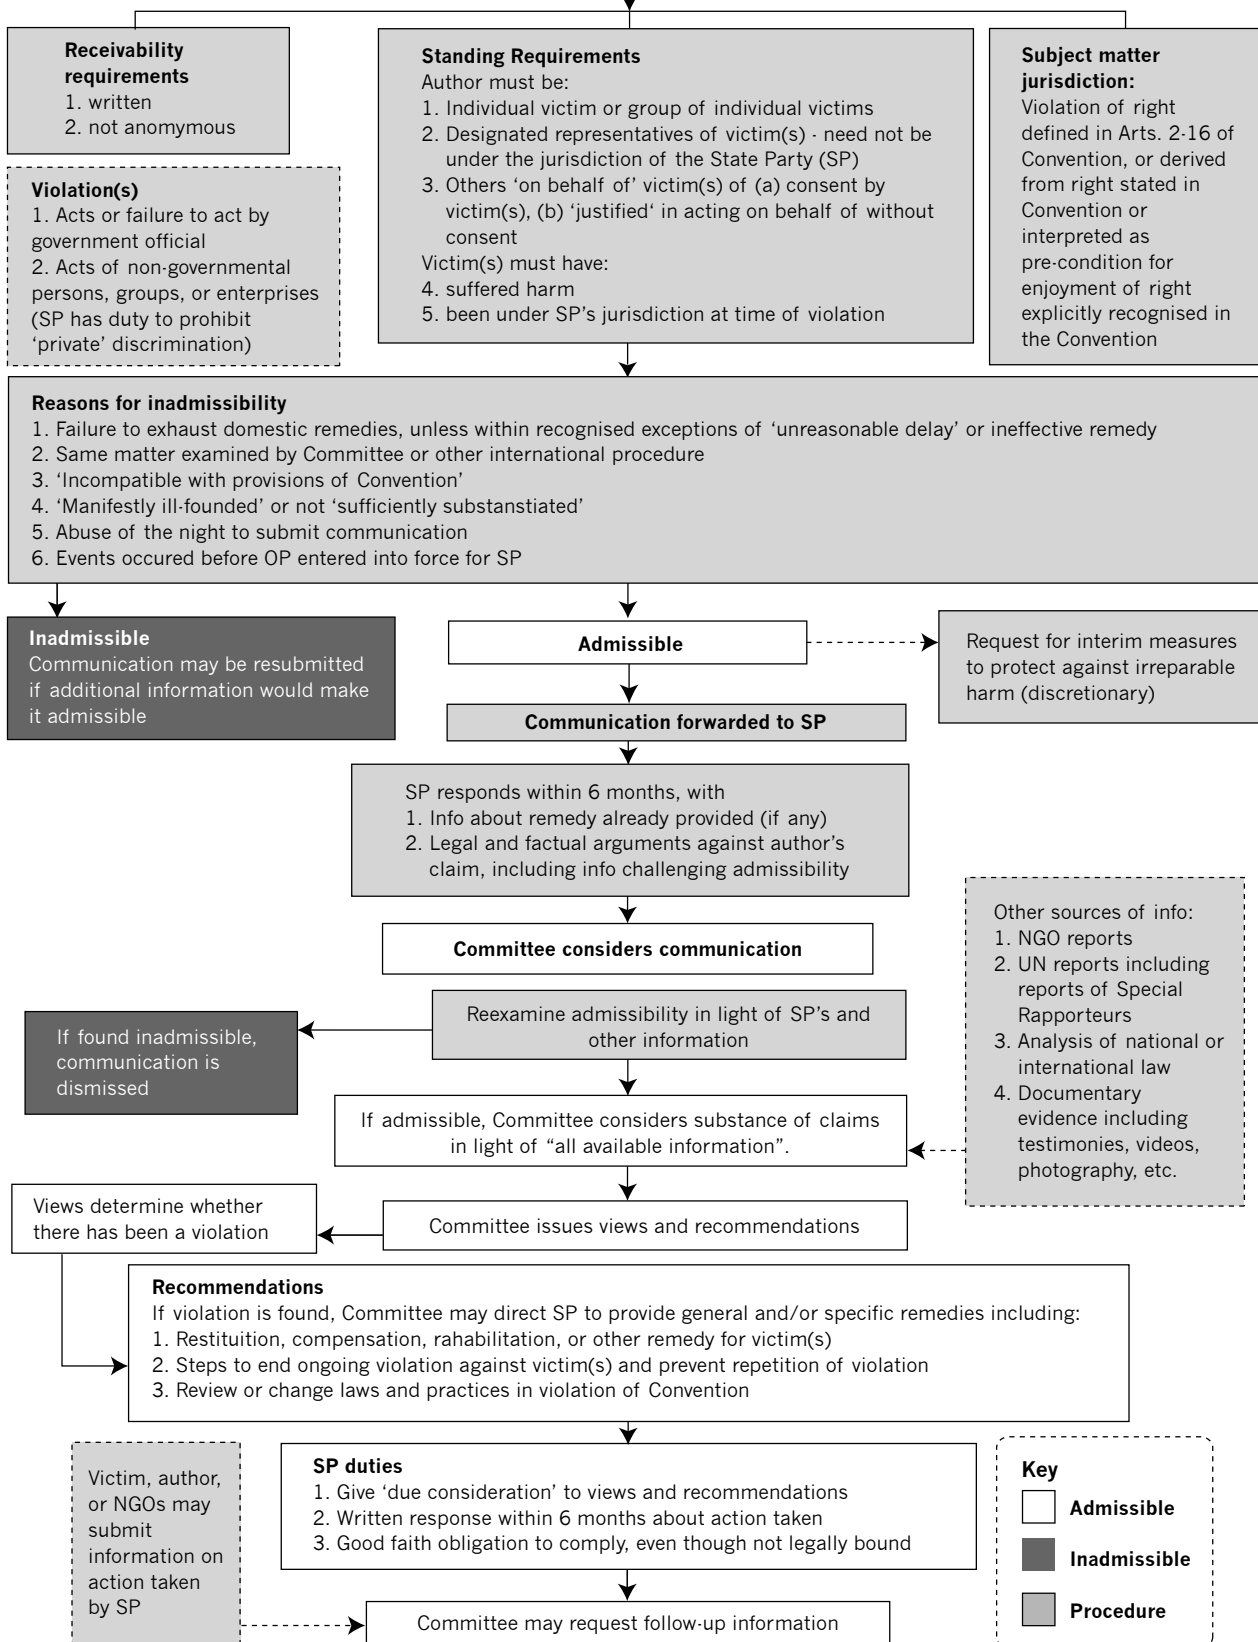 Receivability
requirements
1. written
2. not anomymous
Violation(s)
1. Acts or failure to act by
government official
2. Acts of non-governmental
persons, groups, or enterprises
(SP has duty to prohibit
‘private’ discrimination)
Standing Requirements
Author must be:
1. Individual victim or group of individual victims
2. Designated representatives of victim(s) - need not be
under the jurisdiction of the State Party (SP)
3. Others ‘on behalf of’ victim(s) of (a) consent by
victim(s), (b) ‘justified‘ in acting on behalf of without
consent
Victim(s) must have:
4. suffered harm
5. been under SP’s jurisdiction at time of violation
Subject matter
jurisdiction:
Violation of right
defined in Arts. 2-16 of
Convention, or derived
from right stated in
Convention or
interpreted as
pre-condition for
enjoyment of right
explicitly recognised in
the Convention
Reasons for inadmissibility
1. Failure to exhaust domestic remedies, unless within recognised exceptions of ‘unreasonable delay’ or ineffective remedy
2. Same matter examined by Committee or other international procedure
3. ‘Incompatible with provisions of Convention’
4. ‘Manifestly ill-founded’ or not ‘sufficiently substanstiated’
5. Abuse of the night to submit communication
6. Events occured before OP entered into force for SP
Inadmissible
Communication may be resubmitted
if additional information would make
it admissible
Admissible
Request for interim measures
to protect against irreparable
harm (discretionary)
Communication forwarded to SP
SP responds within 6 months, with
1. Info about remedy already provided (if any)
2. Legal and factual arguments against author’s
claim, including info challenging admissibility
Committee considers communication
Other sources of info:
1. NGO reports
2. UN reports including
reports of Special
Rapporteurs
3. Analysis of national or
international law
4. Documentary
evidence including
testimonies, videos,
photography, etc.
Reexamine admissibility in light of SP’s and
other information
If found inadmissible,
communication is
dismissed
If admissible, Committee considers substance of claims
in light of “all available information”.
Committee issues views and recommendations
Views determine whether
there has been a violation
Recommendations
If violation is found, Committee may direct SP to provide general and/or specific remedies including:
1. Restituition, compensation, rahabilitation, or other remedy for victim(s)
2. Steps to end ongoing violation against victim(s) and prevent repetition of violation
3. Review or change laws and practices in violation of Convention
Victim, author,
or NGOs may
submit
information on
action taken
by SP
SP duties
1. Give ‘due consideration’ to views and recommendations
2. Written response within 6 months about action taken
3. Good faith obligation to comply, even though not legally bound
Committee may request follow-up information
Key
Admissible
Inadmissible
Procedure